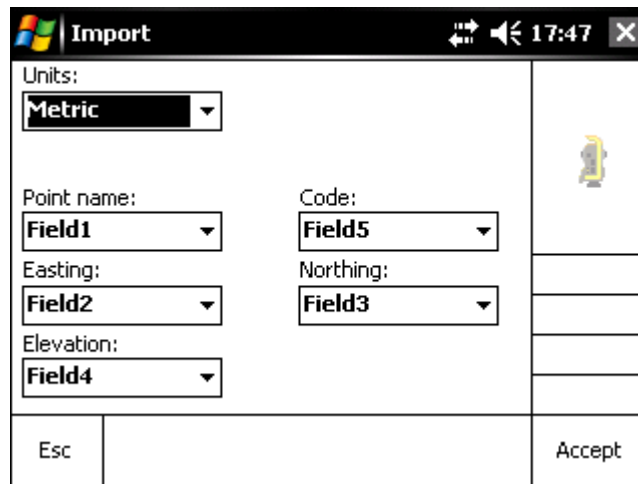 Import 17:47
Units:
Metric
Point name: Code:
Field1 Field5
Easting: Northing:
Field2 Field3
Elevation:
Field4
Esc Accept